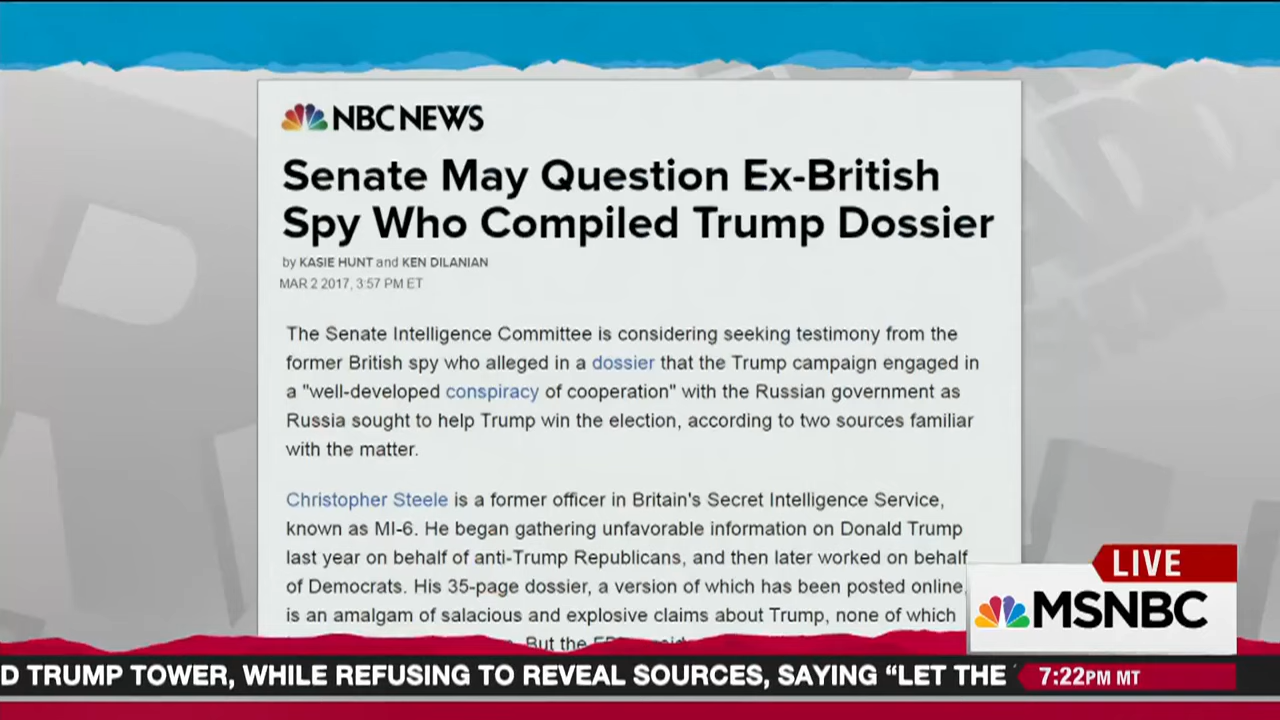 NBC NEWS
Senate May Question Ex-British
Spy Who Compiled Trump Dossier
by KASIE HUNT and KEN DILANIAN
MAR 2 2017, 3:57 PM ET
The Senate Intelligence Committee is considering seeking testimony from the
former British spy who alleged in a dossier that the Trump campaign engaged in
a "well-developed conspiracy of cooperation" with the Russian government as
Russia sought to help Trump win the election, according to two sources familiar
with the matter.
Christopher Steele is a former officer in Britain's Secret Intelligence Service,
known as MI-6. He began gathering unfavorable information on Donald Trump
last year on behalf of anti-Trump Republicans, and then later worked on behalf
of Democrats. His 35-page dossier, a version of which has been posted online,
is an amalgam of salacious and explosive claims about Trump, none of which
But the
LIVE
MSNBC
D TRUMP TOWER, WHILE REFUSING TO REVEAL SOURCES, SAYING “LET THE
7:22PM MT